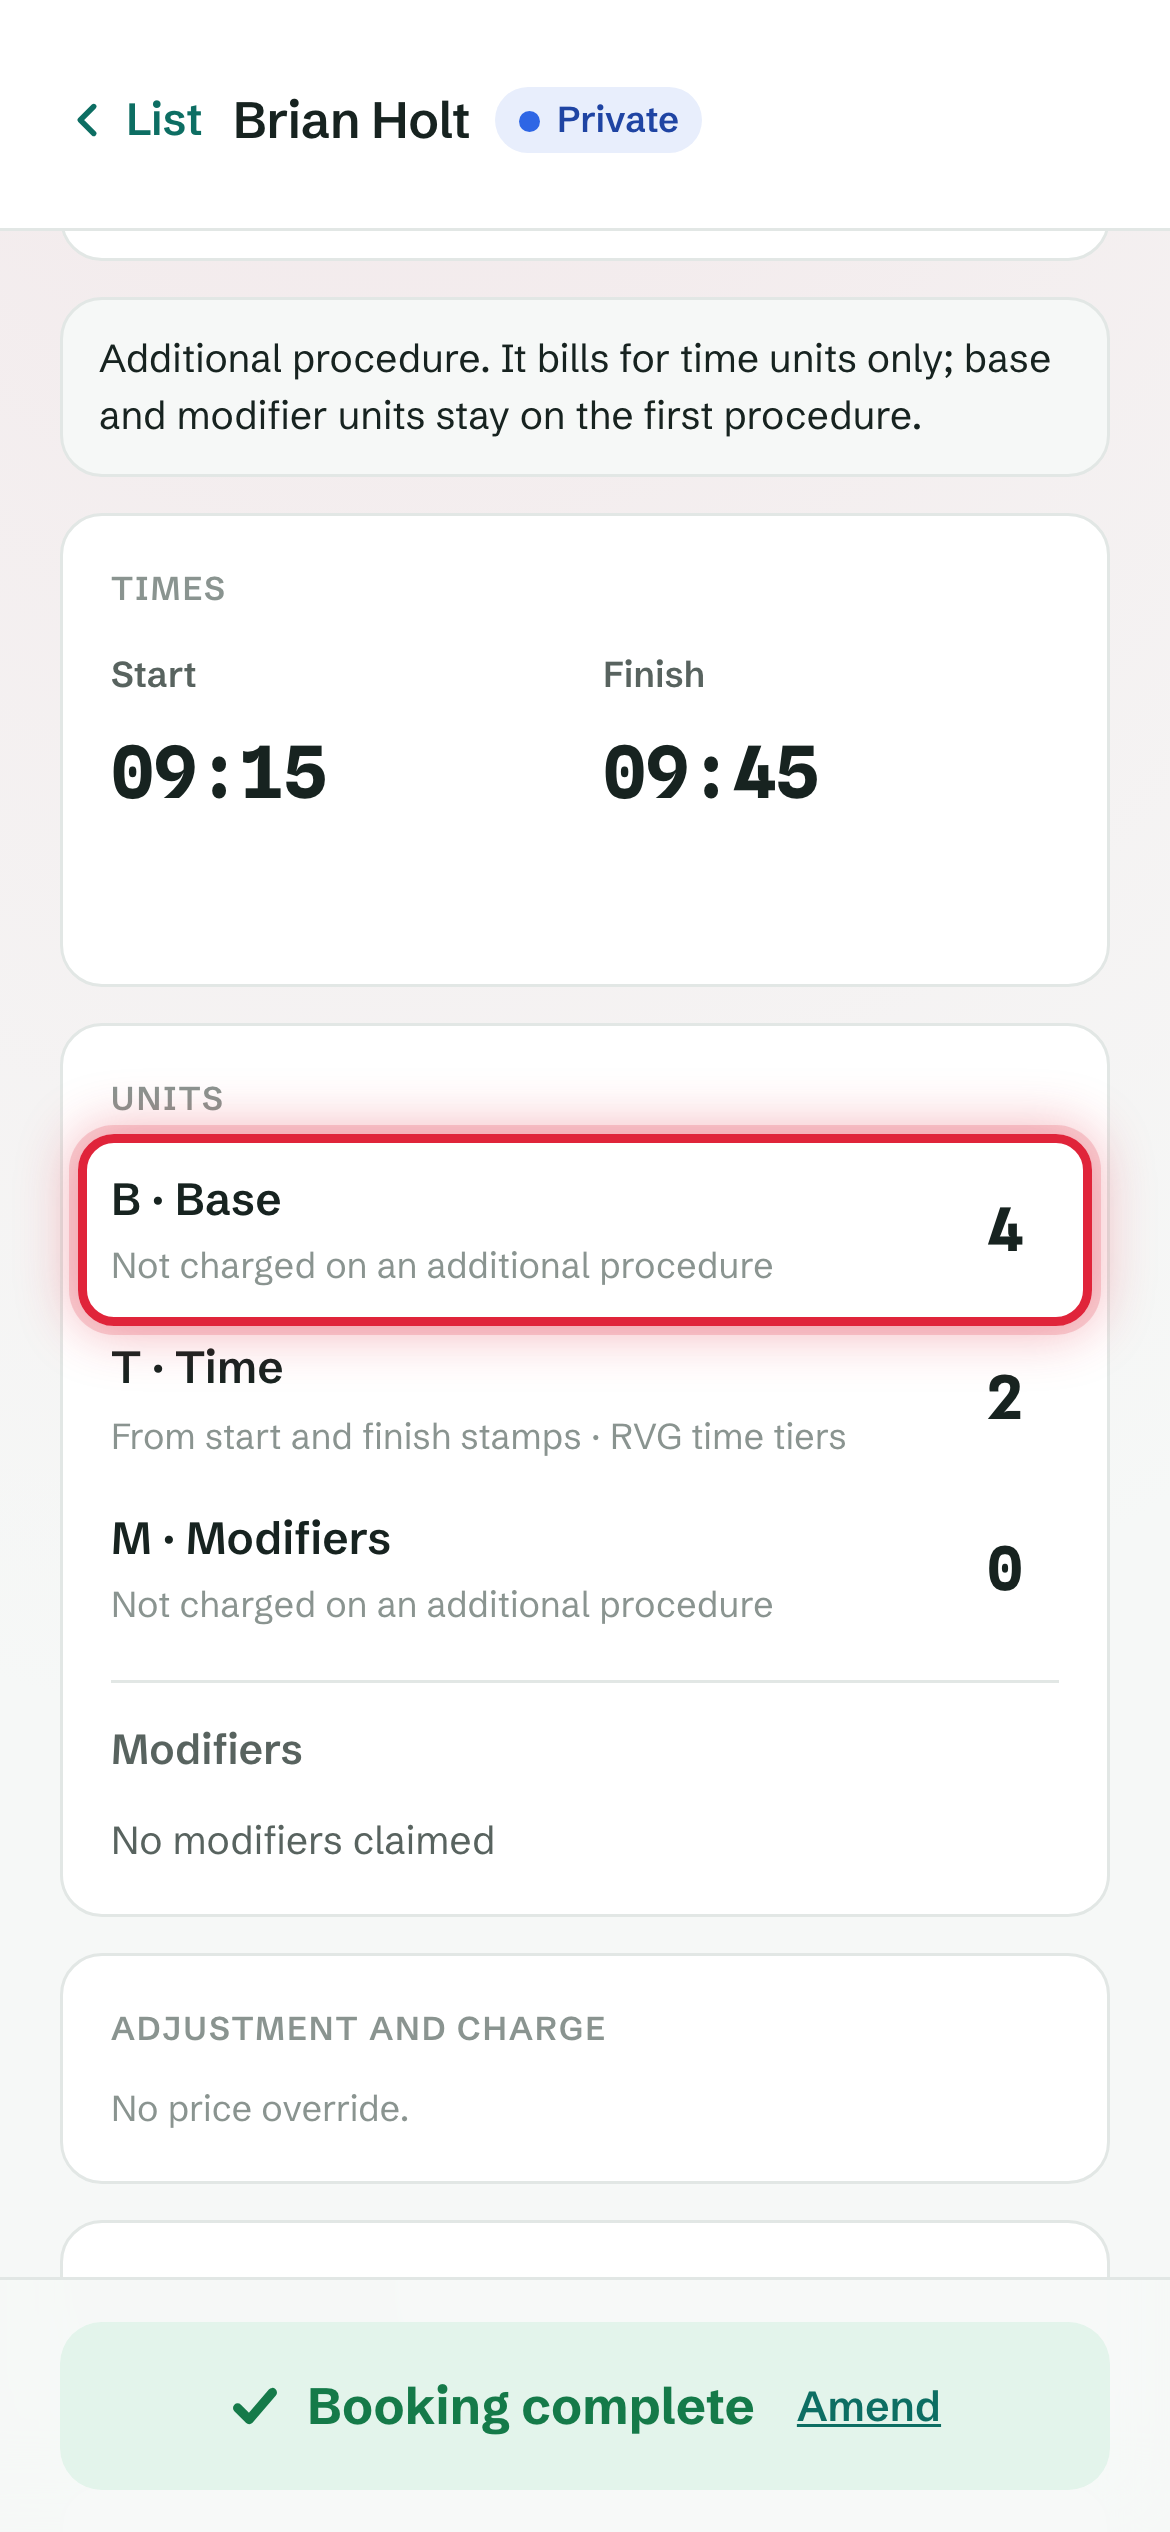 List Brian Holt Private
Additional procedure. It bills for time units only; base
and modifier units stay on the first procedure.
TIMES
Start Finish
09:15 09:45
UNITS
B · Base
4
Not charged on an additional procedure
T · Time
2
From start and finish stamps · RVG time tiers
M · Modifiers
0
Not charged on an additional procedure
Modifiers
No modifiers claimed
ADJUSTMENT AND CHARGE
No price override.
Booking complete Amend